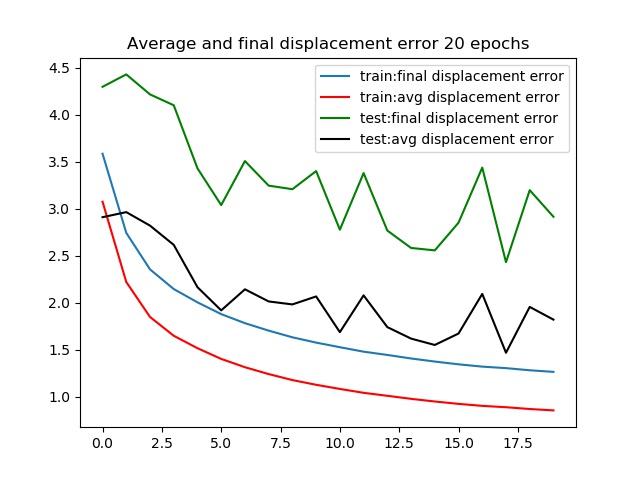 Average and final displacement error 20 epochs
4.5
4.0
3.5
3.0
2.5
2.0
1.5
1.0
train:final displacement error
train:avg displacement error
test:final displacement error
test:avg displacement error
0.0 2.5 5.0 7.5 10.0 12.5 15.0 17.5